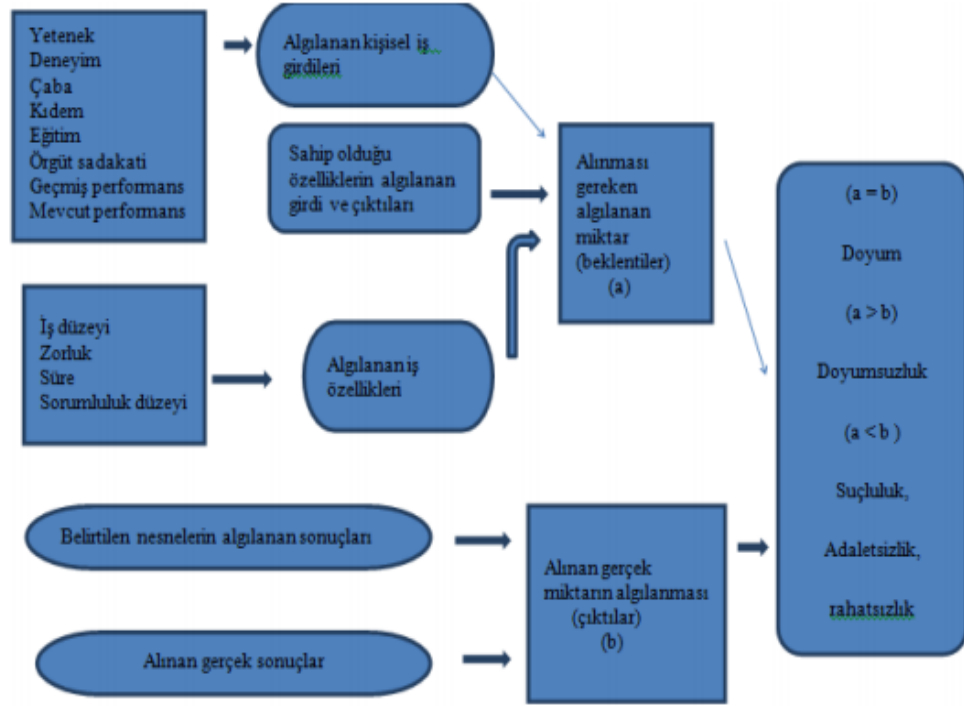 Yetenek
Deneyim
Çaba
Kıdem
Eğitim
Örgüt sadakati
Geçmiş performans
Mevcut performans
Algılanan kişisel iş
girdileri
Sahip olduğu
özelliklerin algılanan
girdi ve çıktıları
İş düzeyi
Zorluk
Süre
Sorumluluk düzeyi
Algılanan iş
özellikleri
Alınması
gereken
algılanan
miktar
(beklentiler)
(a)
Belirtilen nesnelerin algılanan sonuçları
Alınan gerçek sonuçlar
Alınan gerçek
miktarın algılanması
(çıktılar)
(b)
(a = b)
Doyum
(a > b)
Doyumsuzluk
(a < b )
Suçluluk,
Adaletsizlik,
rahatsızlık